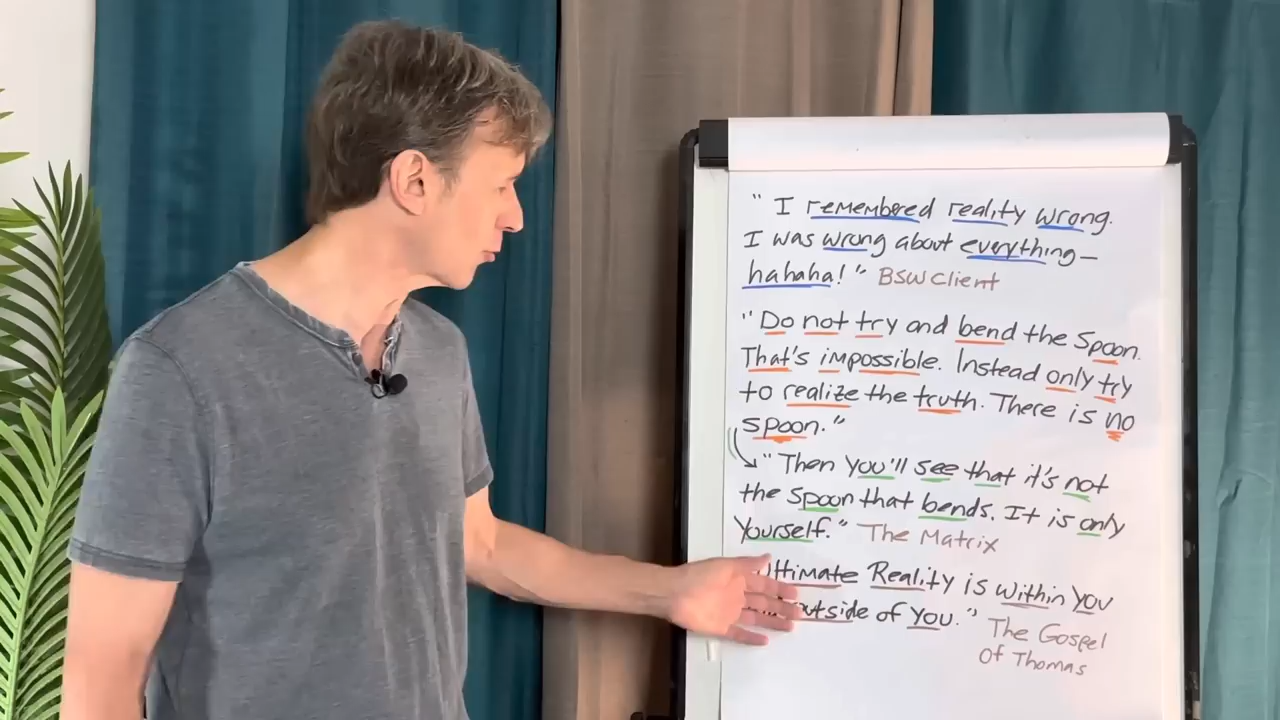 "I remembered reality wrong.
I was wrong about everything—
hahaha!" BSW Client
"Do not try and bend the Spoon.
That's impossible. Instead only try
to realize the truth. There is no
spoon."
"Then you'll see that it's not
the spoon that bends. It is only
Yourself." The Matrix
Reality is within you
of you."
The Gospel
Of Thomas